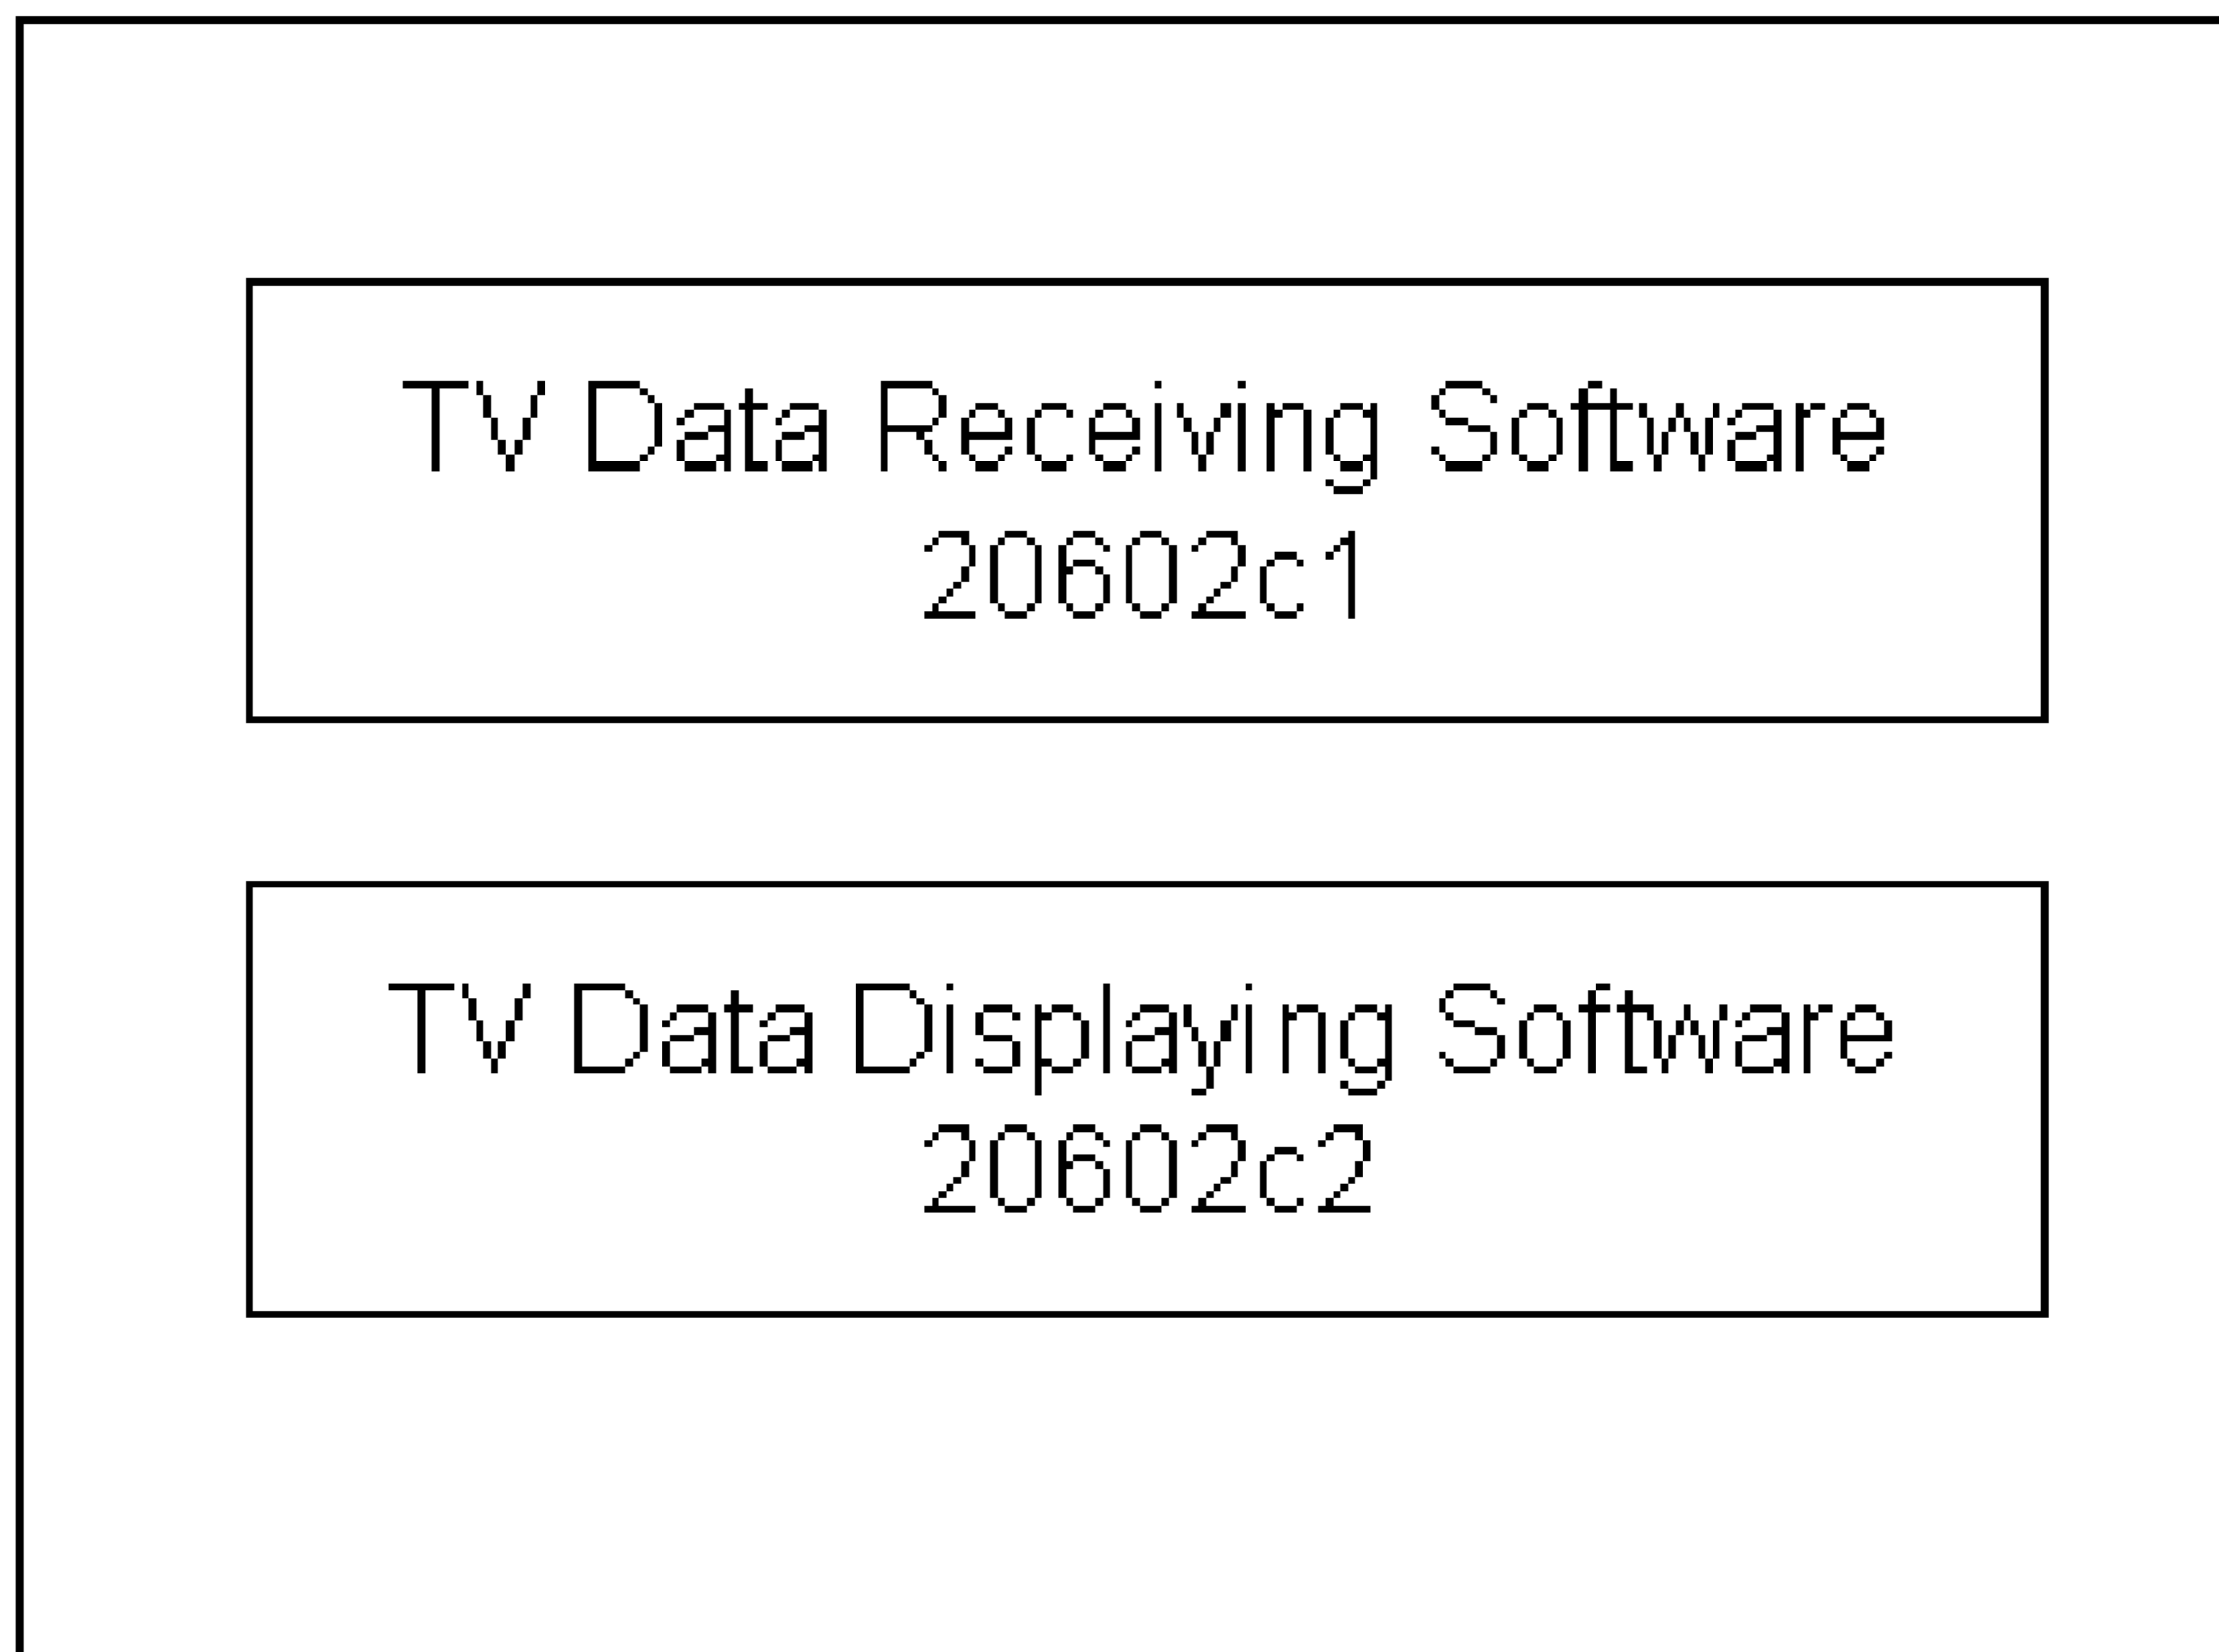 TV Data Receiving Software
20602c1
TV Data Displaying Software
20602c2